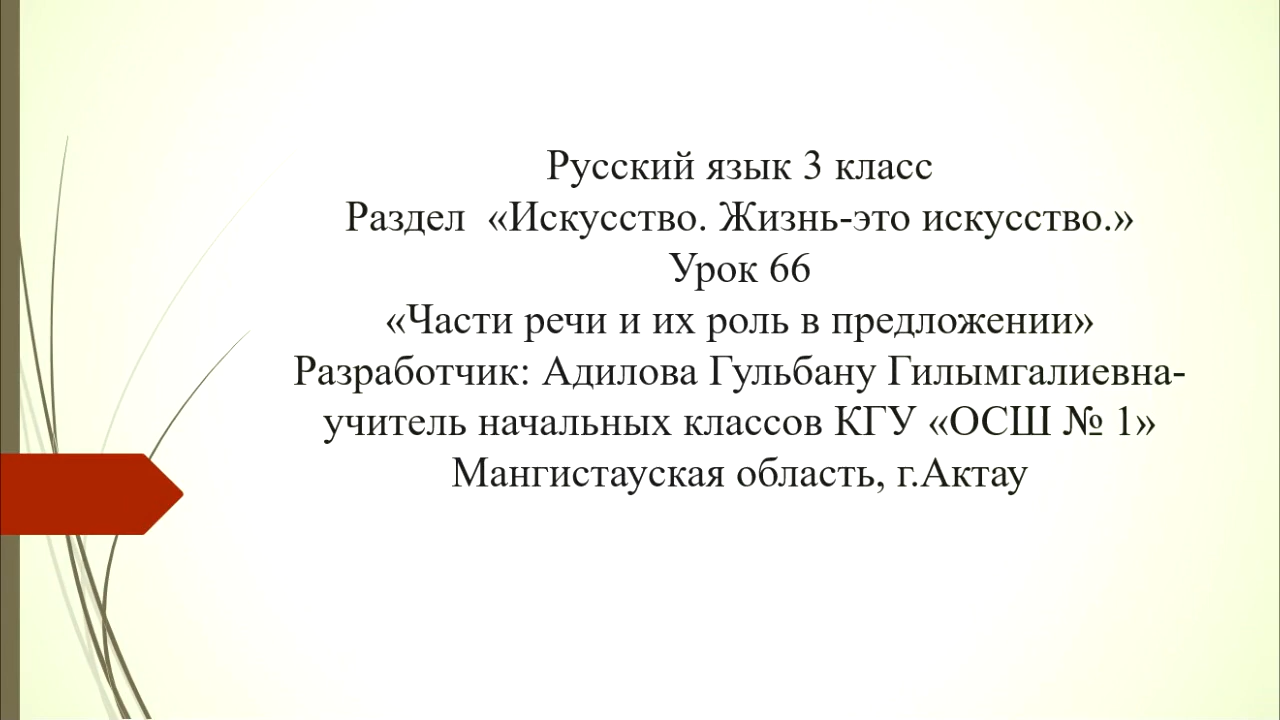 Русский язык 3 класс
Раздел  «Искусство. Жизнь-это искусство.»
Урок 66
«Части речи и их роль в предложении»
Разработчик: Адилова Гульбану Гилымгалиевна-
учитель начальных классов КГУ «ОСШ № 1»
Мангистауская область, г.Актау